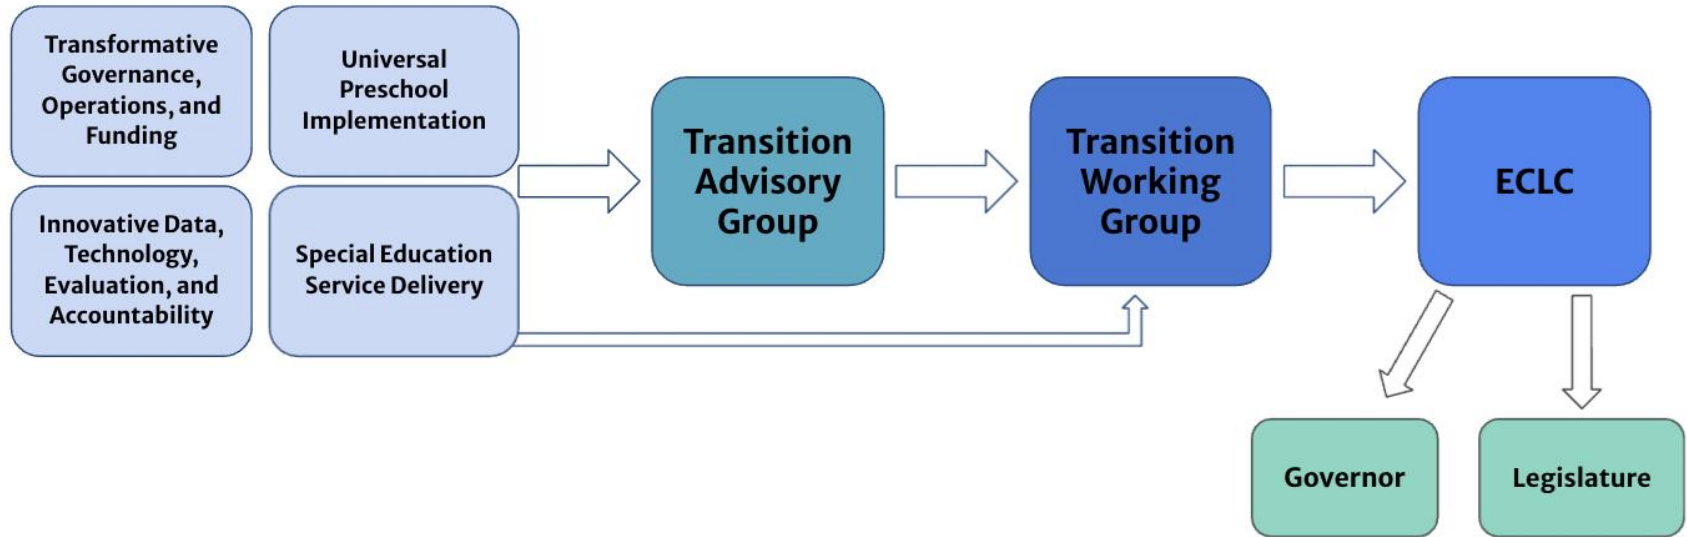 Transformative
Governance,
Operations, and
Funding
Universal
Preschool
Implementation
Innovative Data,
Technology,
Evaluation, and
Accountability
Special Education
Service Delivery
Transition
Advisory
Group
Transition
Working
Group
ECLC
Governor
Legislature